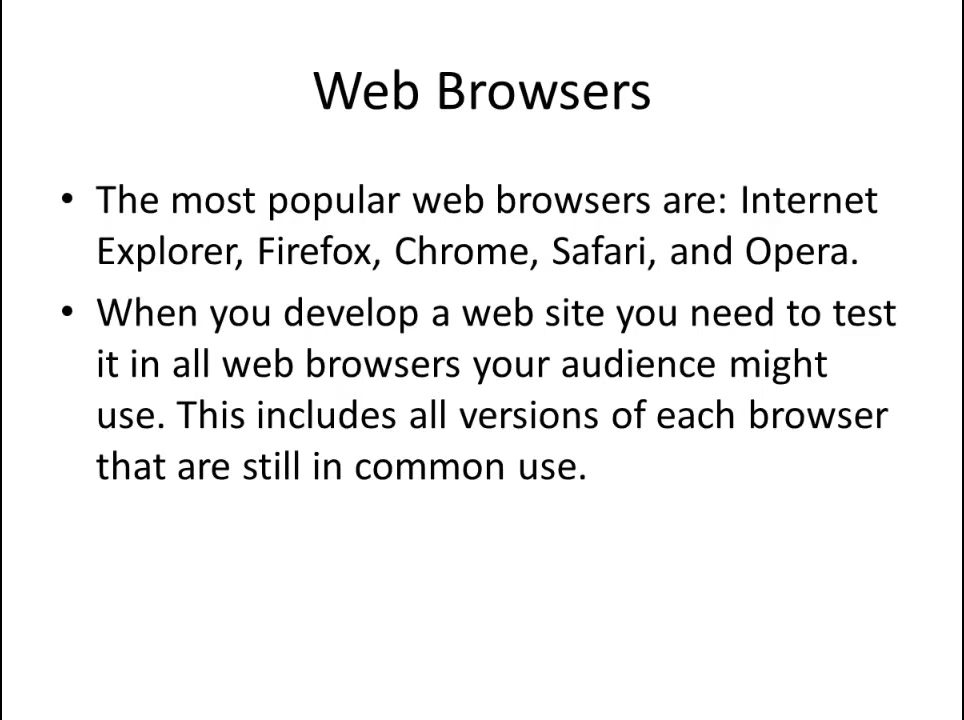 Web Browsers
• The most popular web browsers are: Internet
Explorer, Firefox, Chrome, Safari, and Opera.
• When you develop a web site you need to test
it in all web browsers your audience might
use. This includes all versions of each browser
that are still in common use.